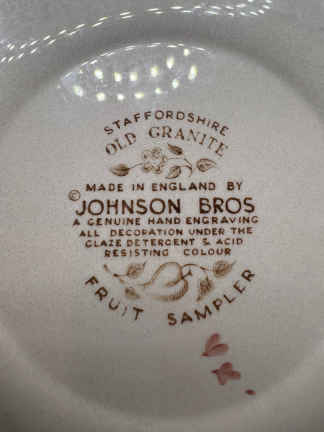 STAFFORDSHIRE
OLD GRANITE
MADE IN ENGLAND BY
© JOHNSON BROS
A GENUINE HAND ENGRAVING
ALL DECORATION UNDER THE
GLAZE DETERGENT & ACID
RESISTING COLOUR
FRUIT SAMPLER